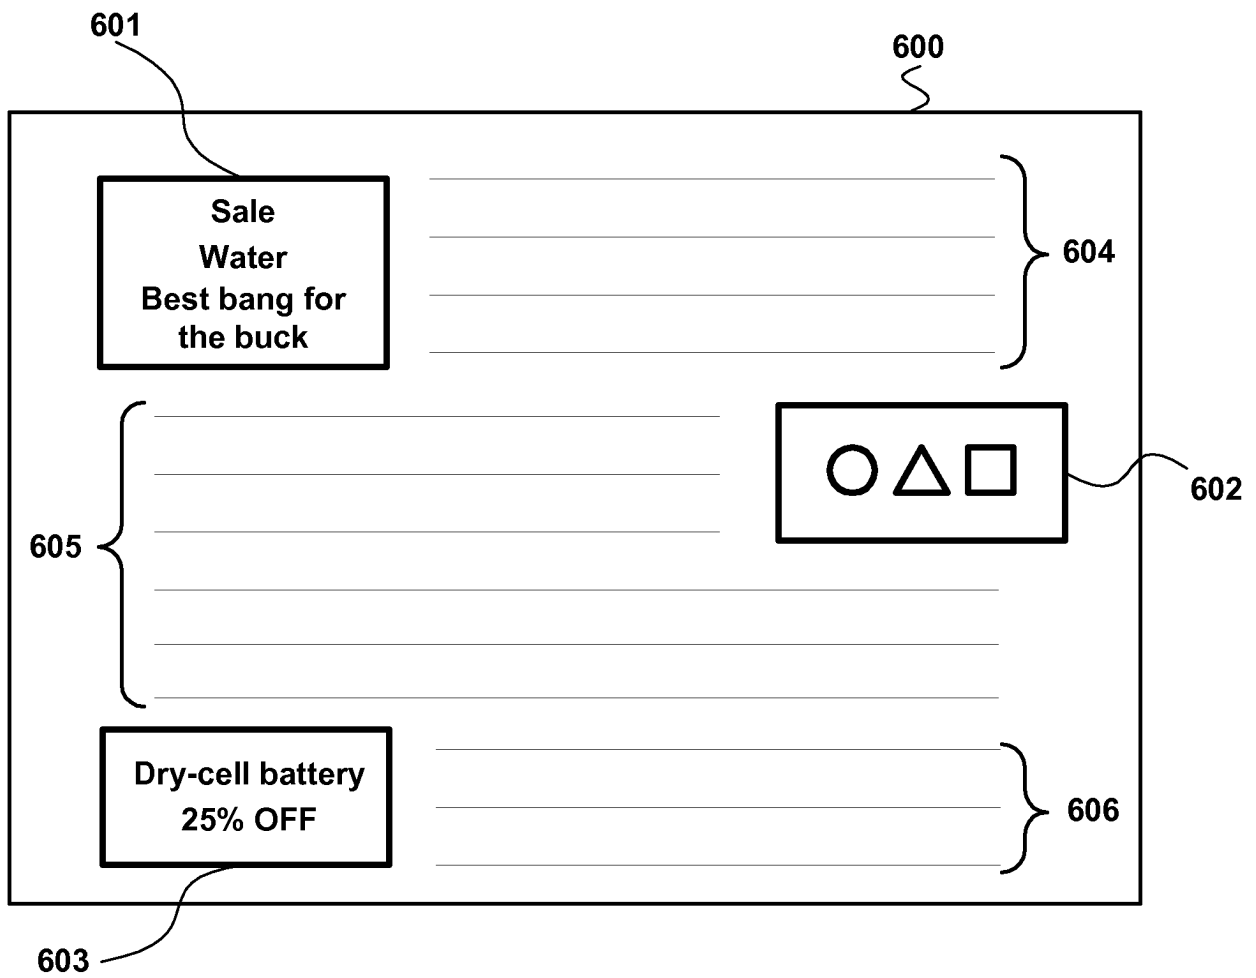 601
600
Sale
Water
Best bang for
the buck
604
602
605
Dry-cell battery
25% OFF
606
603